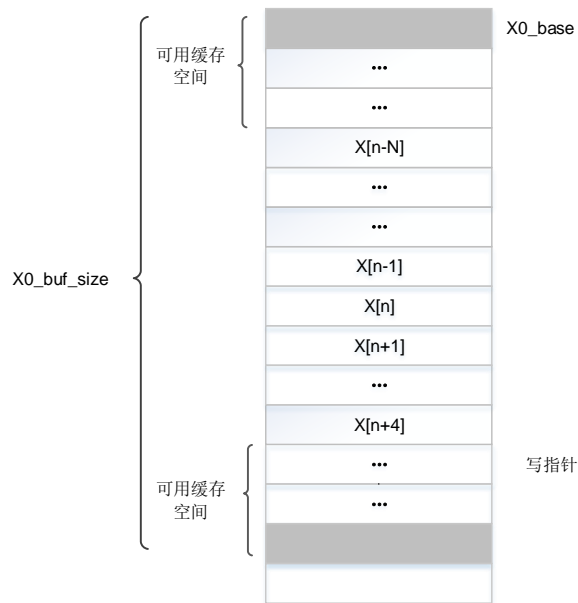 X0_base
可用缓存
空间
...
...
X[n-N]
...
...
X[n-1]
X0_buf_size
X[n]
X[n+1]
...
X[n+4]
...
写指针
可用缓存
空间
...